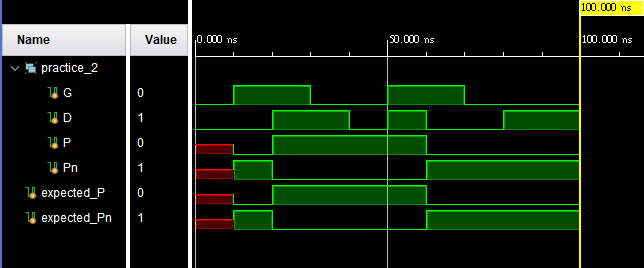 100.000 ns
Name Value 0.000 ns 50.000 ns 100.000 ns
practice_2
G 0
D 1
P 0
Pn 1
expected_P 0
expected_Pn 1